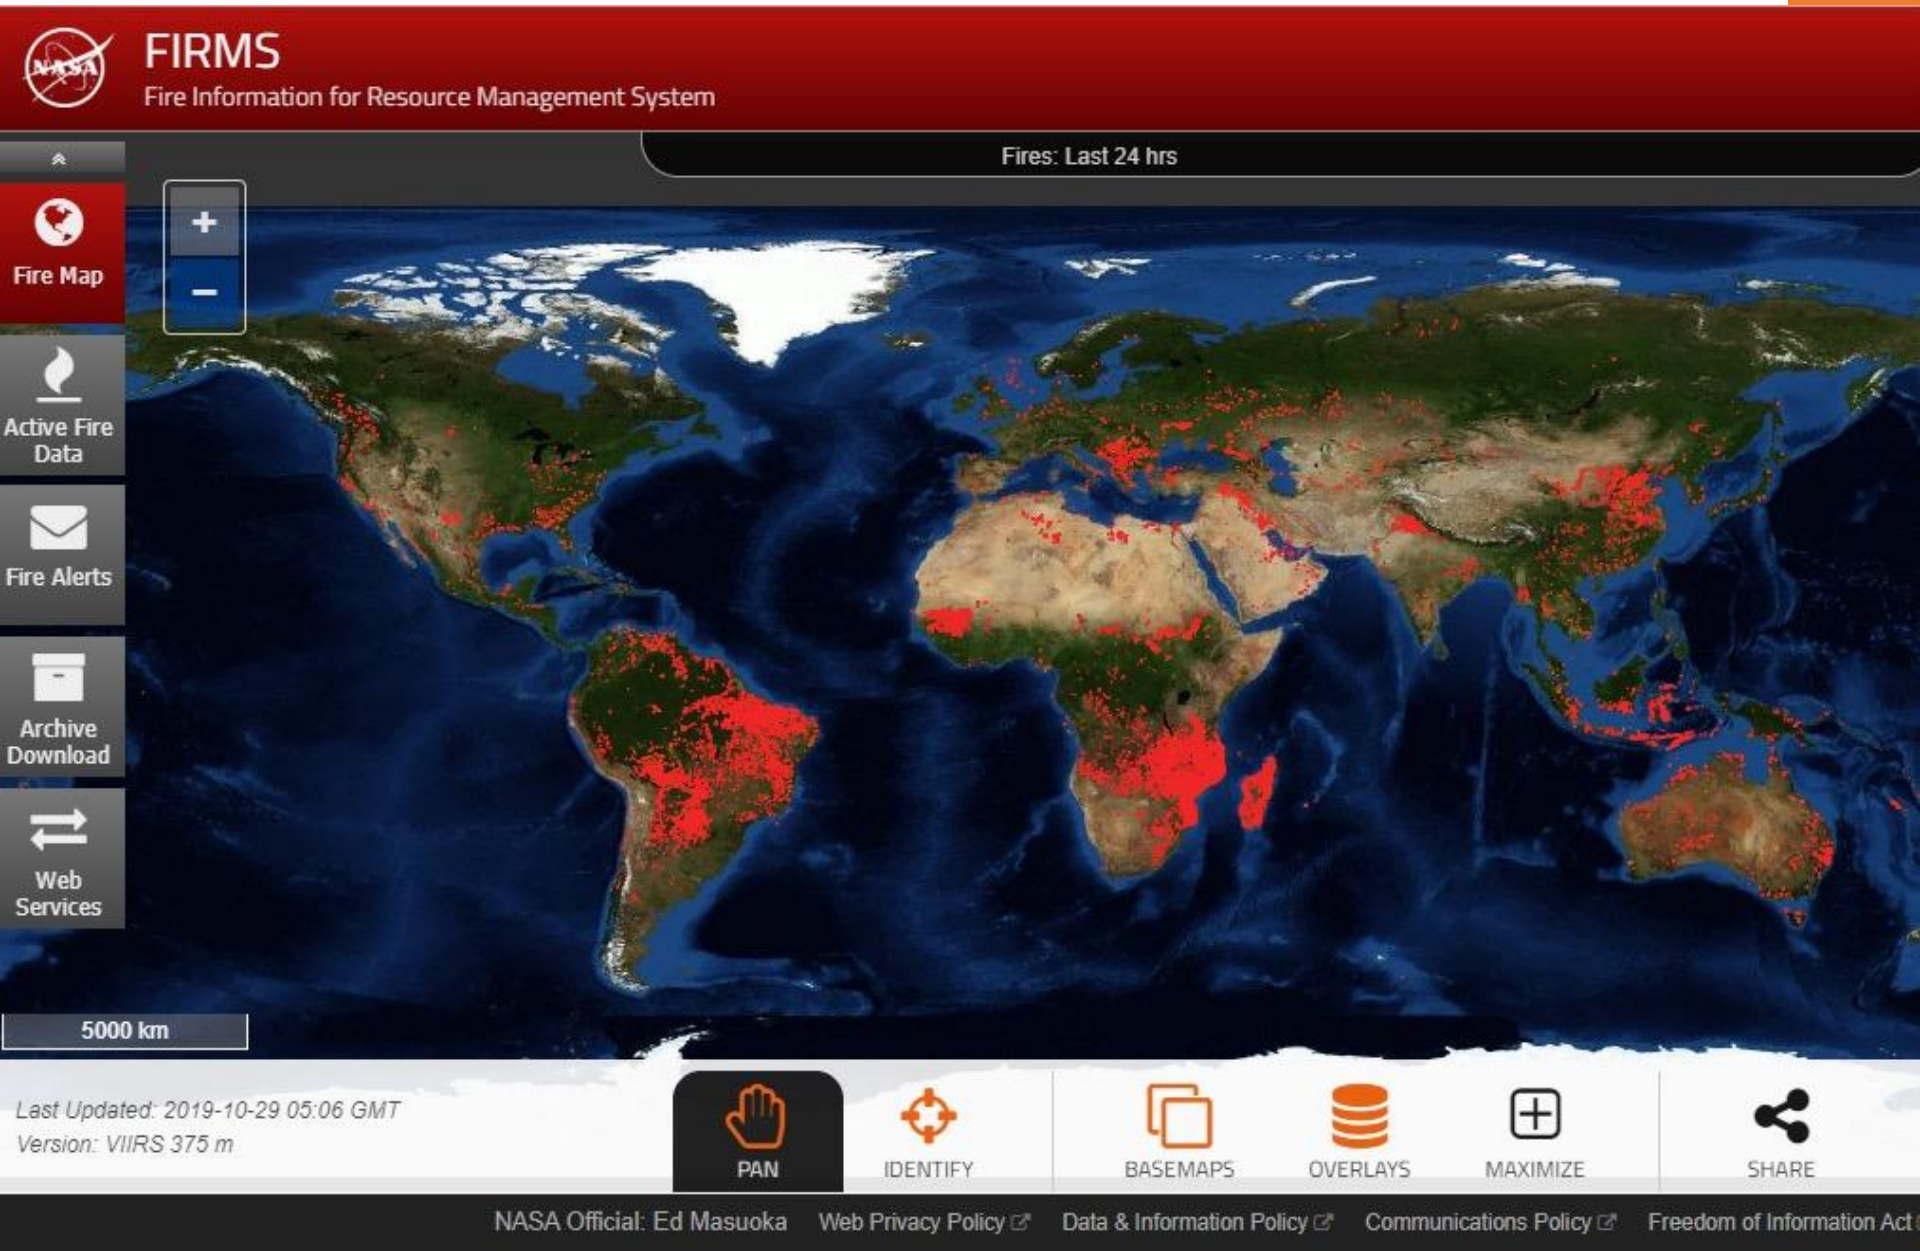 NASA
FIRMS
Fire Information for Resource Management System
Fires: Last 24 hrs
Fire Map
Active Fire
Data
Fire Alerts
Archive
Download
Web
Services
5000 km
Last Updated: 2019-10-29 05:06 GMT
Version: VIIRS 375 m
PAN
IDENTIFY
BASEMAPS
OVERLAYS
MAXIMIZE
SHARE
NASA Official: Ed Masuoka
Web Privacy Policy
Data & Information Policy
Communications Policy
Freedom of Information Act